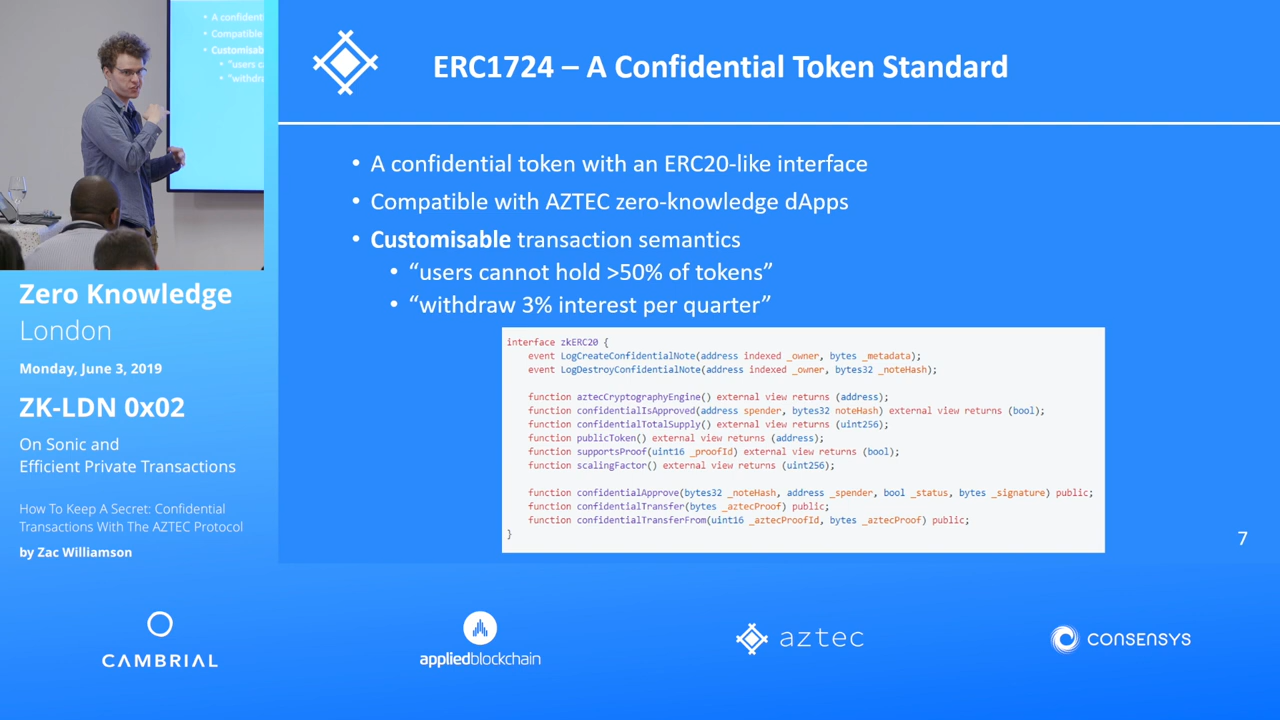 A confident
Compatible
Customisab
"users ca
"withdra
ERC1724 – A Confidential Token Standard
• A confidential token with an ERC20-like interface
• Compatible with AZTEC zero-knowledge dApps
• Customisable transaction semantics
• “users cannot hold >50% of tokens”
• “withdraw 3% interest per quarter”
interface zkERC20 {
event LogCreateConfidentialNote(address indexed _owner, bytes _metadata);
event LogDestroyConfidentialNote(address indexed _owner, bytes32 _noteHash);
function aztecCryptographyEngine() external view returns (address);
function confidentialIsApproved(address spender, bytes32 noteHash) external view returns (bool);
function confidentialTotalSupply() external view returns (uint256);
function publicToken() external view returns (address);
function supportsProof(uint16 _proofId) external view returns (bool);
function scalingFactor() external view returns (uint256);
function confidentialApprove(bytes32 _noteHash, address _spender, bool _status, bytes _signature) public;
function confidentialTransfer(bytes _aztecProof) public;
function confidentialTransferFrom(uint16 _aztecProofId, bytes _aztecProof) public;
}
7
Zero Knowledge
London
Monday, June 3, 2019
ZK-LDN 0x02
On Sonic and
Efficient Private Transactions
How To Keep A Secret: Confidential
Transactions With The AZTEC Protocol
by Zac Williamson
CAMBRIAL
appliedblockchain
aztec
CONSENSYS